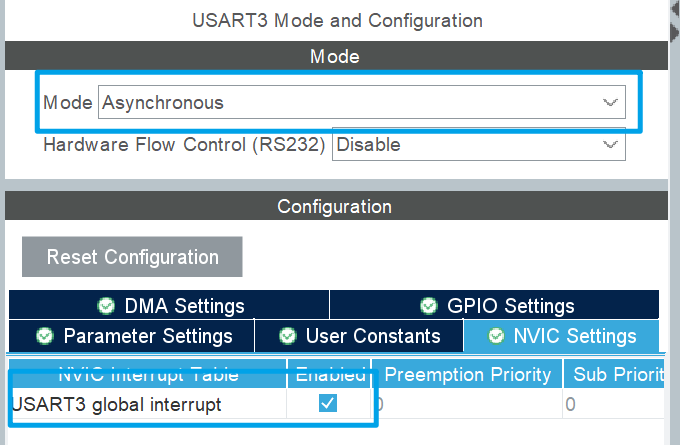 USART3 Mode and Configuration
Mode
Mode Asynchronous
Hardware Flow Control (RS232) Disable
Configuration
Reset Configuration
DMA Settings GPIO Settings
Parameter Settings User Constants NVIC Settings
NVIC Interrupt Table Enabled Preemption Priority Sub Priorit
USART3 global interrupt 0 0